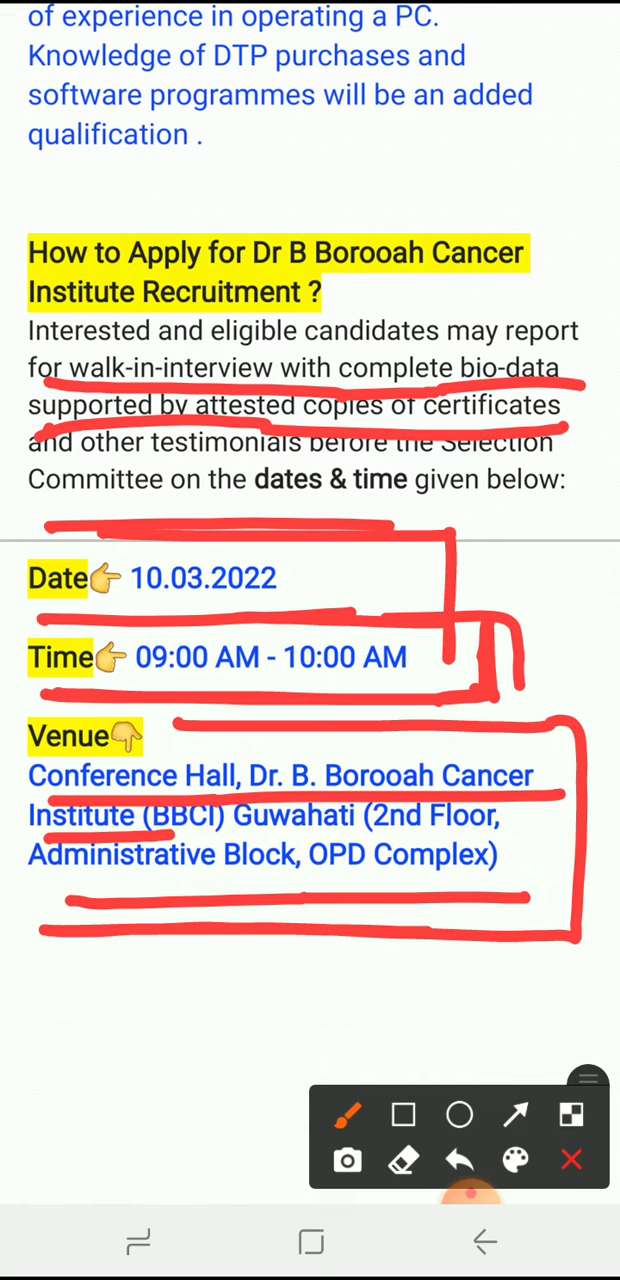 of experience in operating a PC.
Knowledge of DTP purchases and
software programmes will be an added
qualification .
How to Apply for Dr B Borooah Cancer
Institute Recruitment ?
Interested and eligible candidates may report
for walk-in-interview with complete bio-data
supported by attested copies of certificates
and other testimonials before the Selection
Committee on the dates & time given below:
Date👉 10.03.2022
Time👉 09:00 AM - 10:00 AM
Venue👇
Conference Hall, Dr. B. Borooah Cancer
Institute (BBCI) Guwahati (2nd Floor,
Administrative Block, OPD Complex)